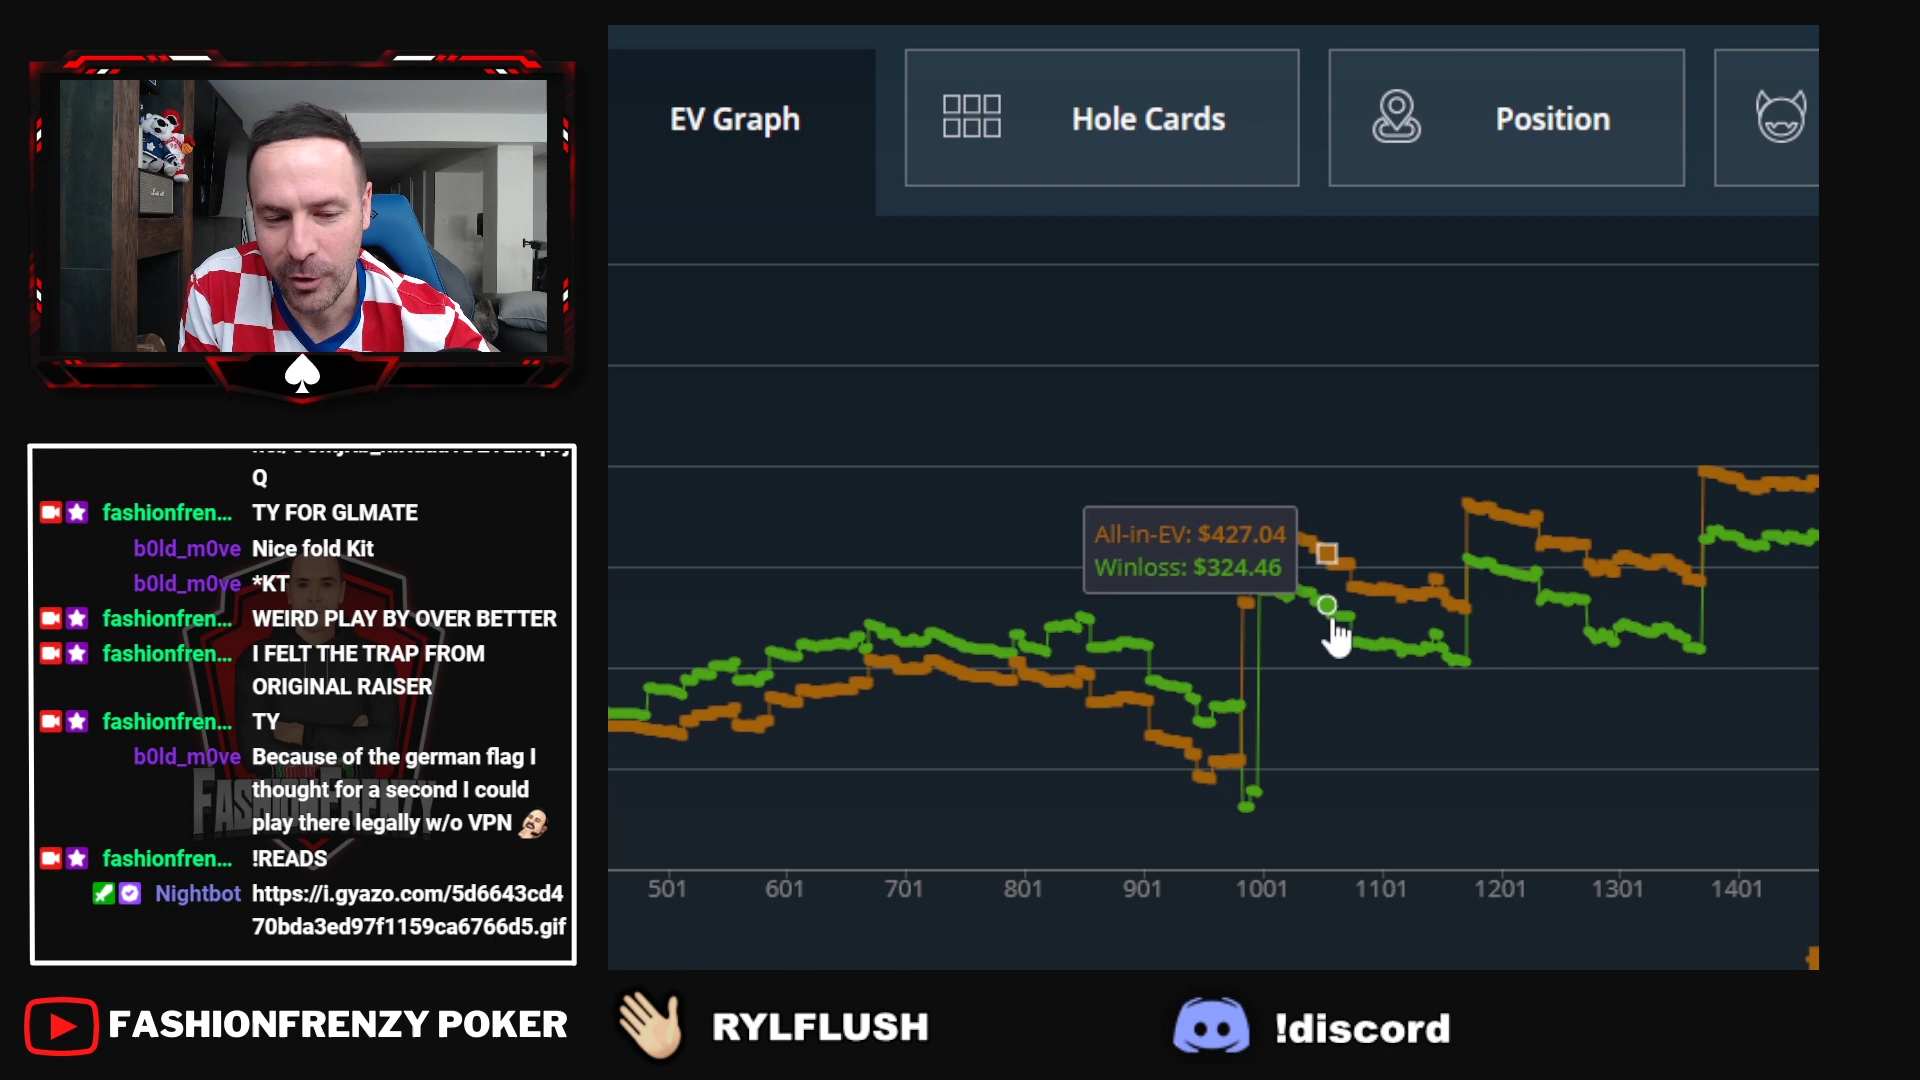 EV Graph
Hole Cards
Position
Q
fashionfren... TY FOR GLMATE
b0ld_m0ve Nice fold Kit
b0ld_m0ve *KT
fashionfren... WEIRD PLAY BY OVER BETTER
fashionfren... I FELT THE TRAP FROM
ORIGINAL RAISER
fashionfren... TY
b0ld_m0ve Because of the german flag I
thought for a second I could
play there legally w/o VPN
fashionfren... !READS
Nightbot https://i.gyazo.com/5d6643cd4
70bda3ed97f1159ca6766d5.gif
FASHIONFRENZY
All-in-EV: $427.04
Winloss: $324.46
501 601 701 801 901 1001 1101 1201 1301 1401
FASHIONFRENZY POKER
RYLFLUSH
!discord